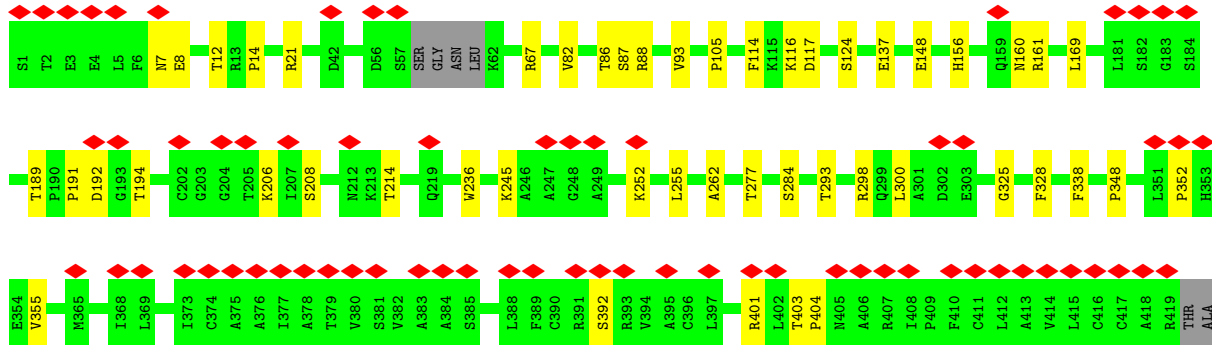 S1 T2 E3 E4 L5 F6 N7 E8 T12 R13 P14 R21 D42 D56 S57 SER GLY ASN LEU K62 R67 V82 T86 S87 R88 V93 P105 F114 K115 K116 D117 S124 E137 E148 H156 Q159 N160 R161 L169 L181 S182 G183 S184
T189 P190 P191 D192 G193 T194 C202 G203 G204 T205 K206 I207 S208 N212 K213 T214 Q219 W236 K245 A246 A247 G248 A249 K252 L255 A262 T277 S284 T293 R298 Q299 L300 A301 D302 E303 G325 F328 F338 P348 L351 P352 H353
E354 V355 M365 I368 L369 I373 C374 A375 A376 I377 A378 T379 V380 S381 V382 A383 A384 S385 L388 F389 C390 R391 S392 R393 V394 A395 C396 L397 R401 L402 T403 P404 N405 A406 R407 I408 P409 F410 C411 L412 A413 V414 L415 C416 C417 A418 R419 THR ALA